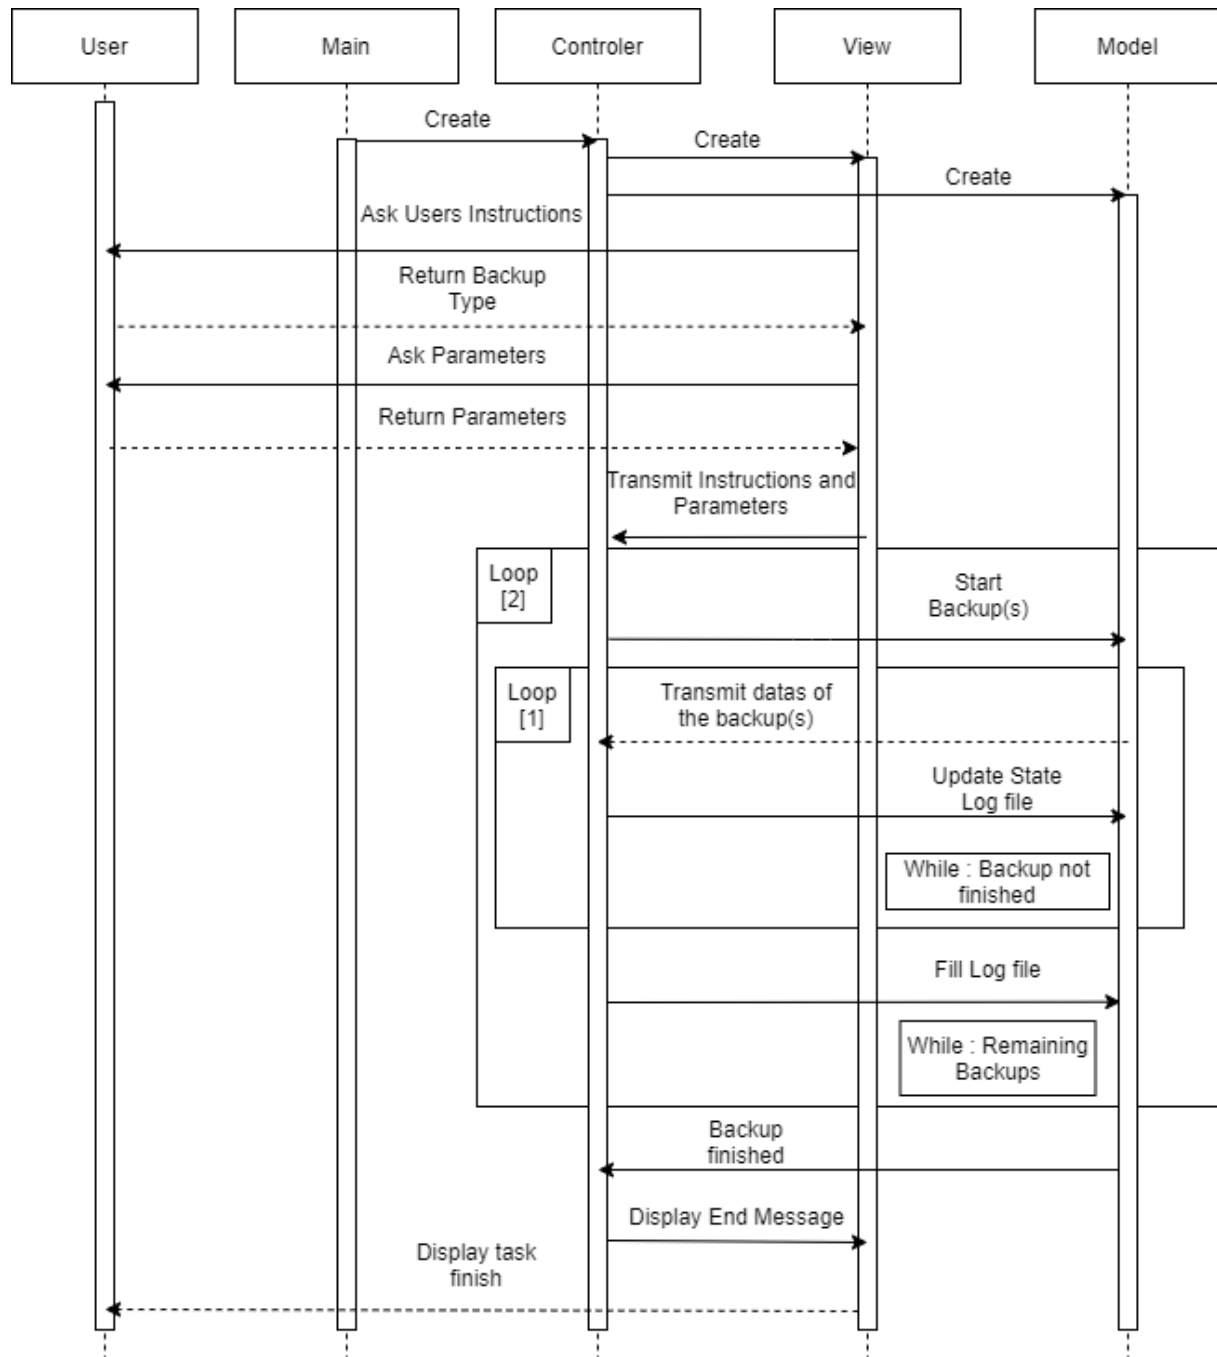 User
Main
Controler
View
Model
Create
Create
Create
Ask Users Instructions
Return Backup
Type
Ask Parameters
Return Parameters
Transmit Instructions and
Parameters
Loop
[2]
Start
Backup(s)
Loop
[1]
Transmit datas of
the backup(s)
Update State
Log file
While : Backup not
finished
Fill Log file
While : Remaining
Backups
Backup
finished
Display End Message
Display task
finish